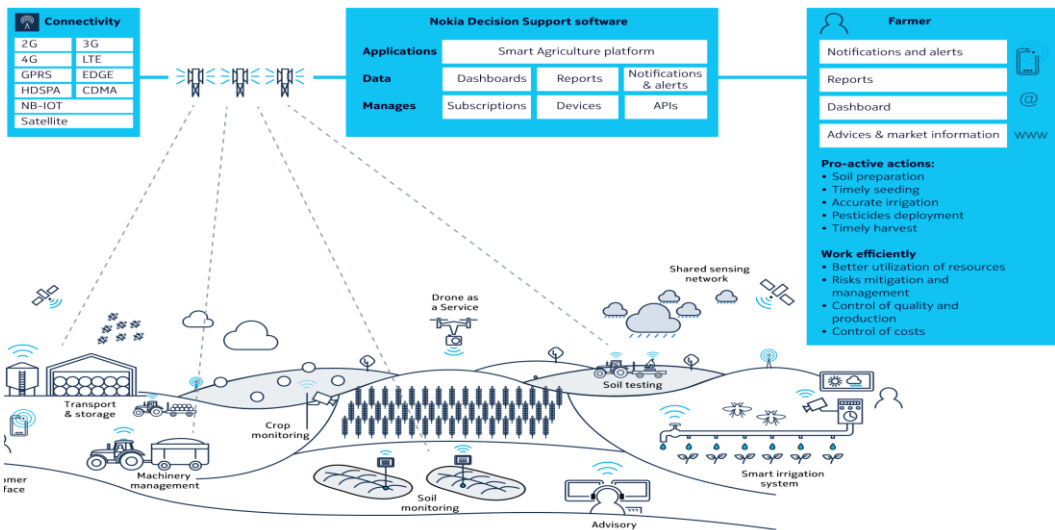 Connectivity
2G 3G
4G LTE
GPRS EDGE
HDSPA CDMA
NB-IOT
Satellite
Nokia Decision Support software
Applications Smart Agriculture platform
Data Dashboards Reports Notifications & alerts
Manages Subscriptions Devices APIs
Farmer
Notifications and alerts
Reports
Dashboard
@
Advices & market information
www
Pro-active actions:
• Soil preparation
• Timely seeding
• Accurate irrigation
• Pesticides deployment
• Timely harvest
Work efficiently
• Better utilization of resources
• Risks mitigation and
management
• Control of quality and
production
• Control of costs
Shared sensing
network
Drone as
a Service
Soil testing
Transport
& storage
Crop
monitoring
Machinery
management
Smart irrigation
system
omer
face
Soil
monitoring
Advisory